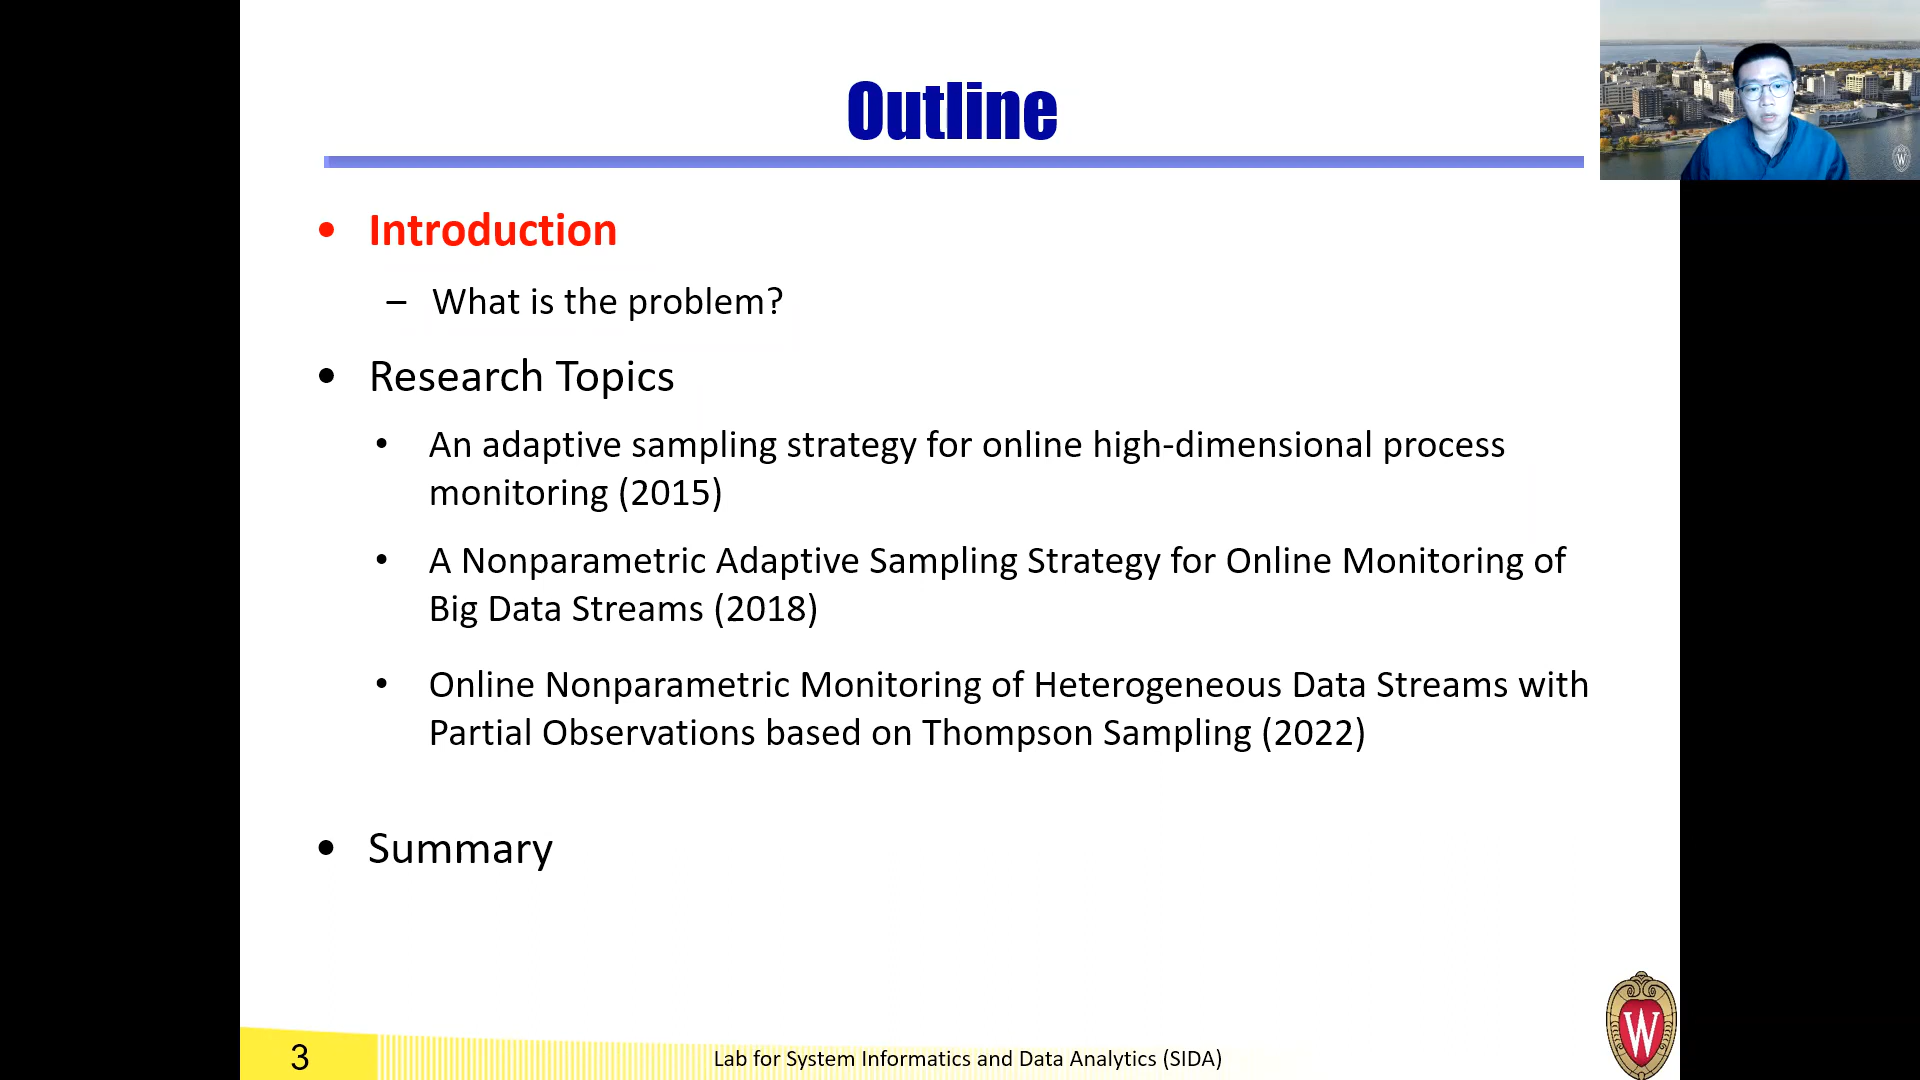 Outline
• Introduction
– What is the problem?
• Research Topics
• An adaptive sampling strategy for online high-dimensional process
monitoring (2015)
• A Nonparametric Adaptive Sampling Strategy for Online Monitoring of
Big Data Streams (2018)
• Online Nonparametric Monitoring of Heterogeneous Data Streams with
Partial Observations based on Thompson Sampling (2022)
• Summary
3
Lab for System Informatics and Data Analytics (SIDA)
W
W